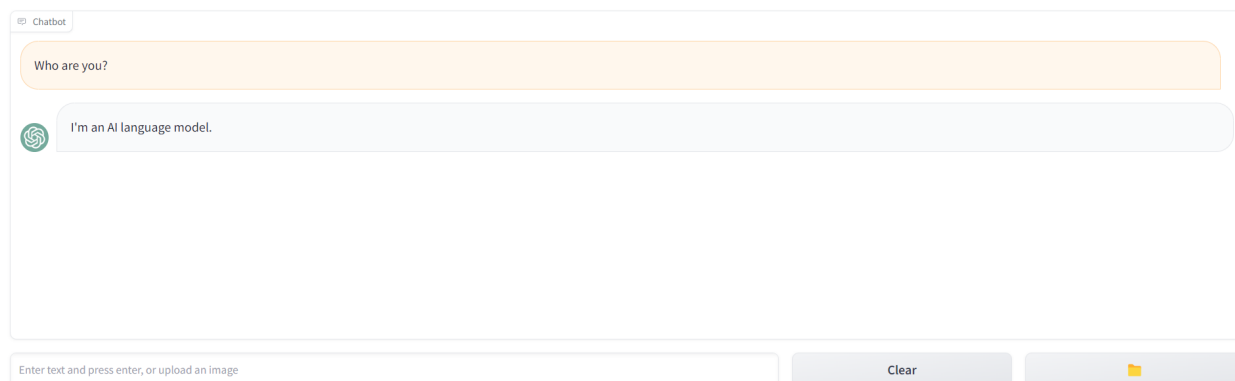 Chatbot
Who are you?
I'm an AI language model.
Enter text and press enter, or upload an image
Clear